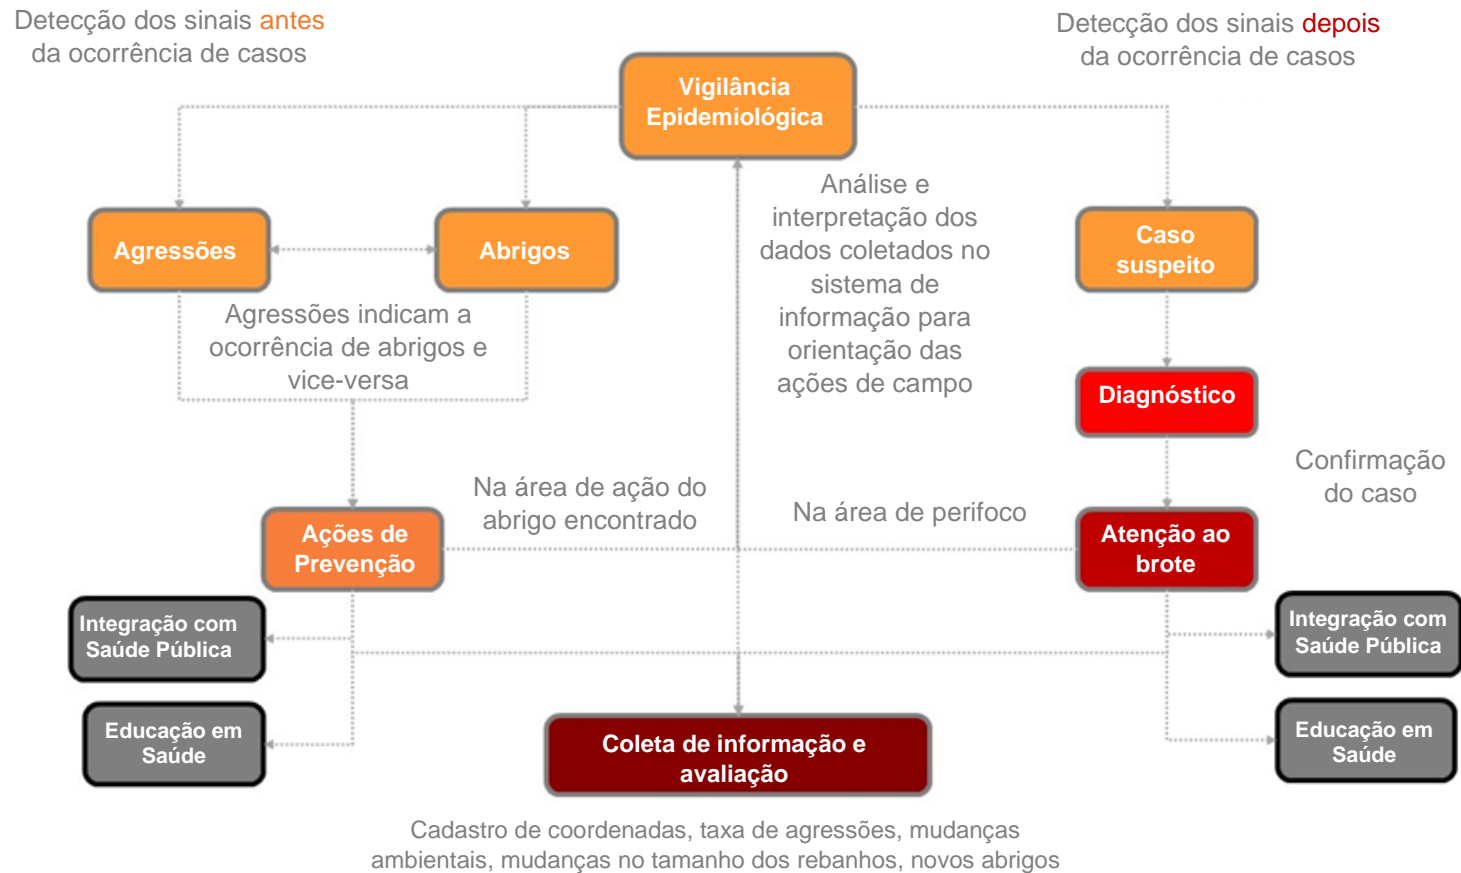 Detecção dos sinais antes
da ocorrência de casos
Detecção dos sinais depois
da ocorrência de casos
Vigilância
Epidemiológica
Agressões
Abrigos
Análise e
interpretação dos
dados coletados no
sistema de
informação para
orientação das
ações de campo
Caso
suspeito
Agressões indicam a
ocorrência de abrigos e
vice-versa
Diagnóstico
Confirmação
do caso
Na área de ação do
abrigo encontrado
Na área de perifoco
Ações de
Prevenção
Atenção ao
brote
Integração com
Saúde Pública
Integração com
Saúde Pública
Educação em
Saúde
Coleta de informação e
avaliação
Educação em
Saúde
Cadastro de coordenadas, taxa de agressões, mudanças
ambientais, mudanças no tamanho dos rebanhos, novos abrigos